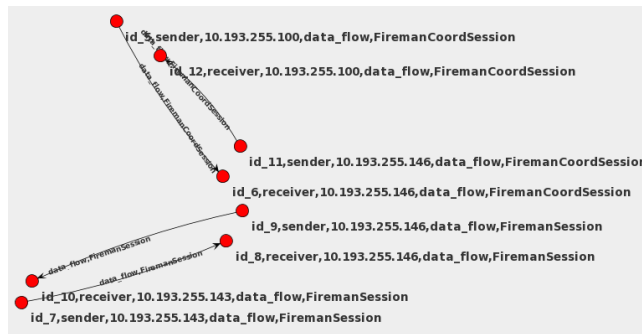 id_5,sender,10.193.255.100,data_flow,FiremanCoordSession
id_12,receiver,10.193.255.100,data_flow,FiremanCoordSession
data_flow,FiremanCoordSession
data_flow,FiremanCoordSession
id_11,sender,10.193.255.146,data_flow,FiremanCoordSession
id_6,receiver,10.193.255.146,data_flow,FiremanCoordSession
id_9,sender,10.193.255.146,data_flow,FiremanSession
data_flow,FiremanSession
id_8,receiver,10.193.255.146,data_flow,FiremanSession
data_flow,FiremanSession
id_10,receiver,10.193.255.143,data_flow,FiremanSession
id_7,sender,10.193.255.143,data_flow,FiremanSession